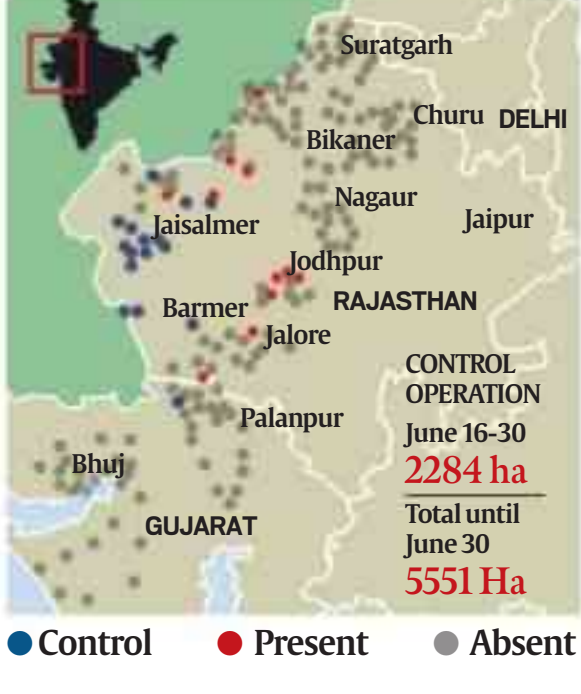 Suratgarh
Churu DELHI
Bikaner
Nagaur
Jaipur
Jaisalmer
Jodhpur
RAJASTHAN
Barmer
Jalore
CONTROL
OPERATION
June 16-30
2284 ha
Total until
June 30
5551 Ha
Palanpur
Bhuj
GUJARAT
Control Present Absent